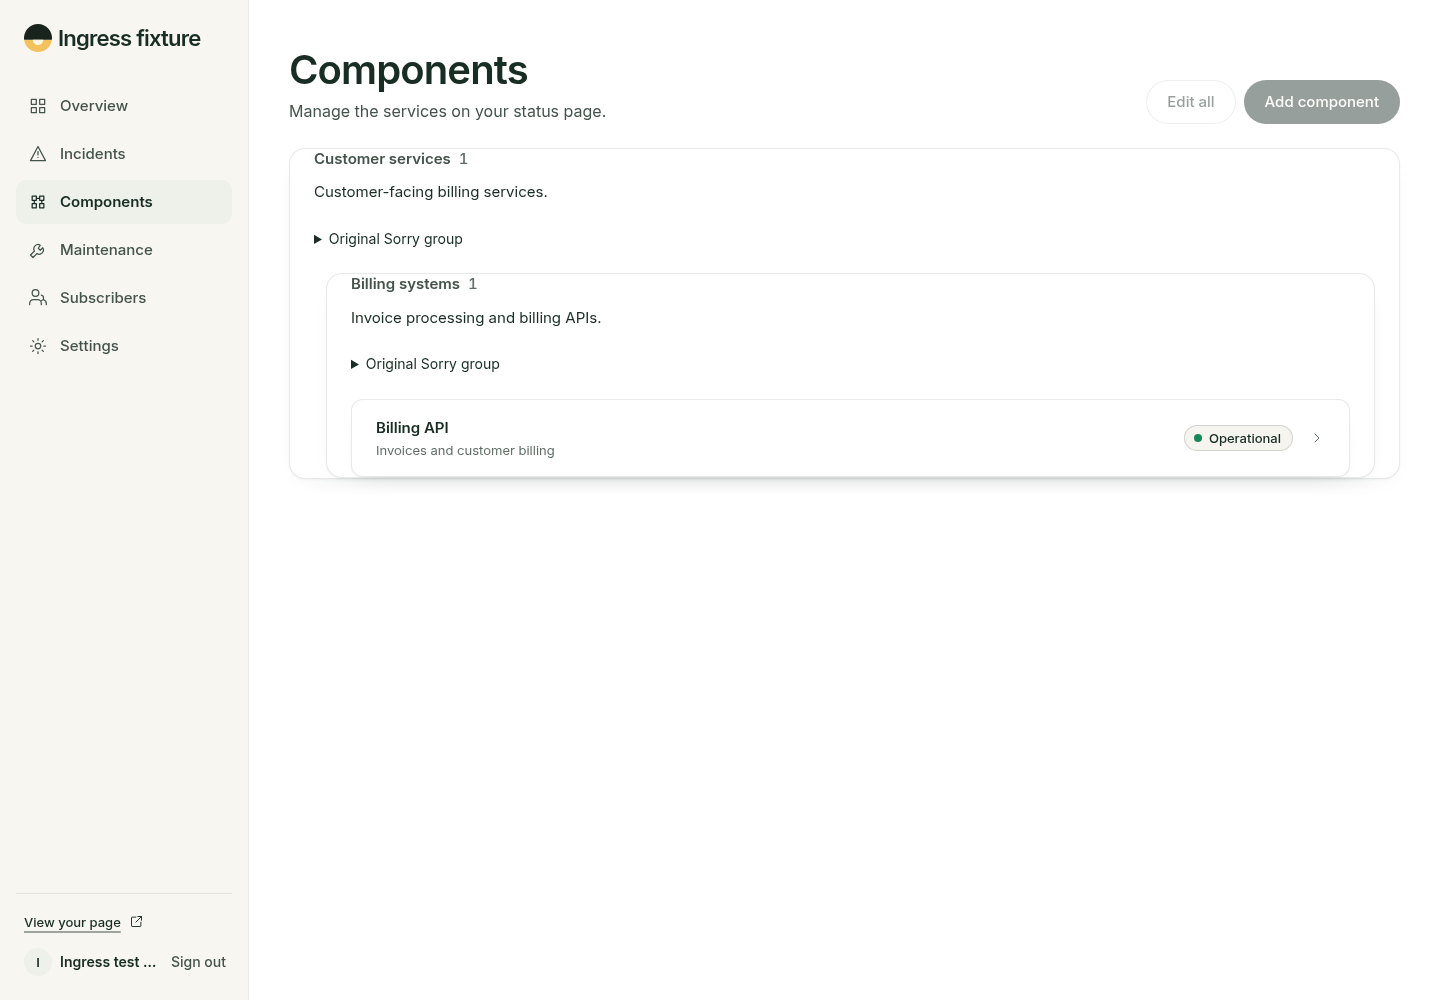 Ingress fixture
Overview
Incidents
Components
Maintenance
Subscribers
Settings
View your page
I
Ingress test ...
Sign out
Components
Manage the services on your status page.
Edit all
Add component
Customer services 1
Customer-facing billing services.
Original Sorry group
Billing systems 1
Invoice processing and billing APIs.
Original Sorry group
Billing API
Invoices and customer billing
Operational